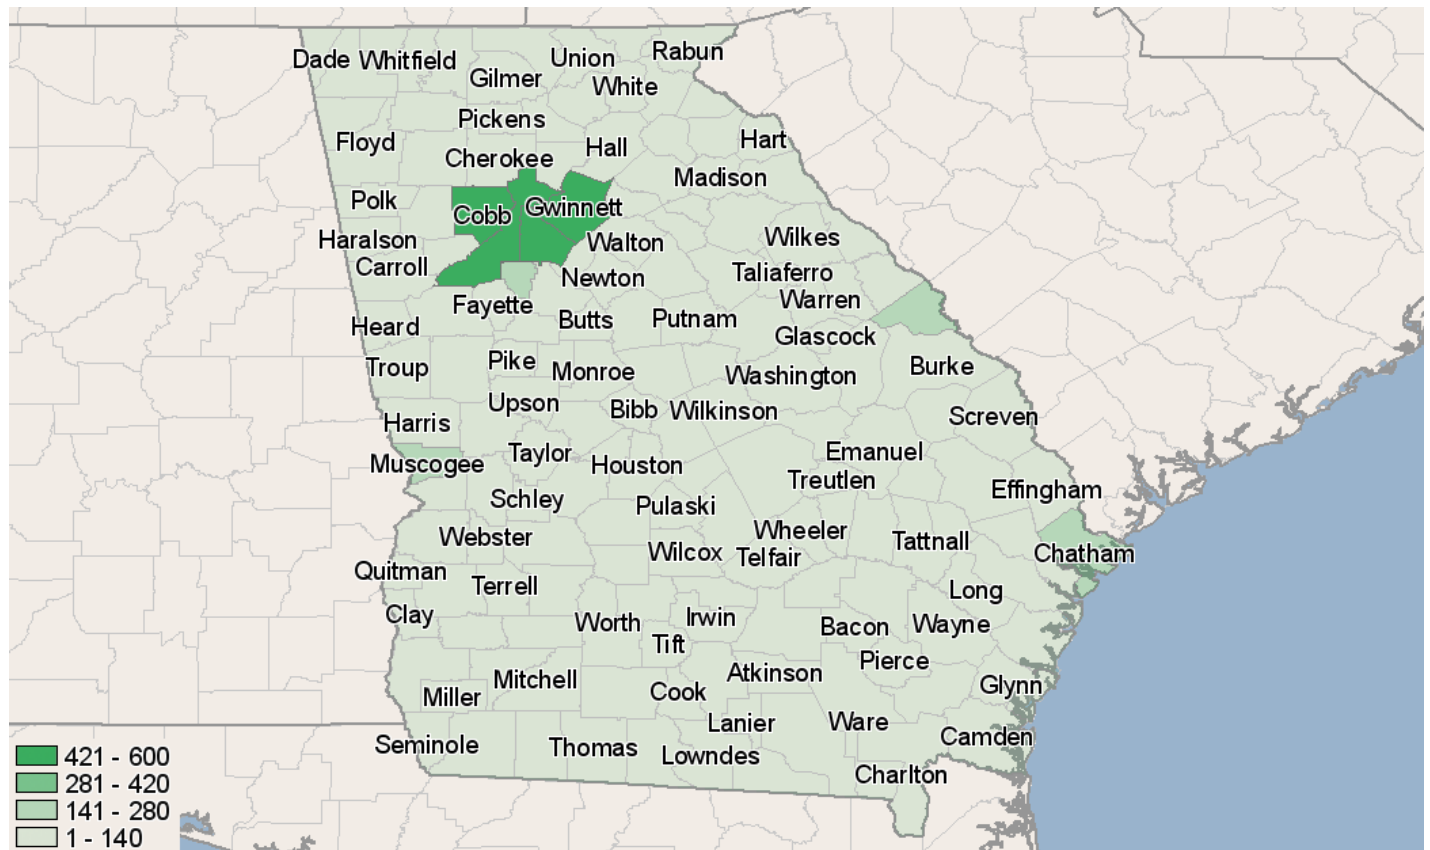 Dade Whitfield Union Rabun
Gilmer White
Pickens
Floyd Hall Hart
Cherokee
Madison
Polk Cobb Gwinnett
Haralson Walton Wilkes
Carroll Newton Taliaferro
Fayette Warren
Heard Butts Putnam Glascock
Troup Pike Monroe Washington Burke
Upson Bibb Wilkinson Screven
Harris
Muscogee Taylor Houston Emanuel
Treutlen
Schley Pulaski Effingham
Webster Wheeler Tattnall
Wilcox Telfair Chatham
Quitman Terrell Long
Clay Worth Irwin Bacon Wayne
Tift
Mitchell Atkinson Pierce
Miller Cook Glynn
Lanier Ware
Seminole Thomas Lowndes Camden
Charlton
421 - 600
281 - 420
141 - 280
1 - 140